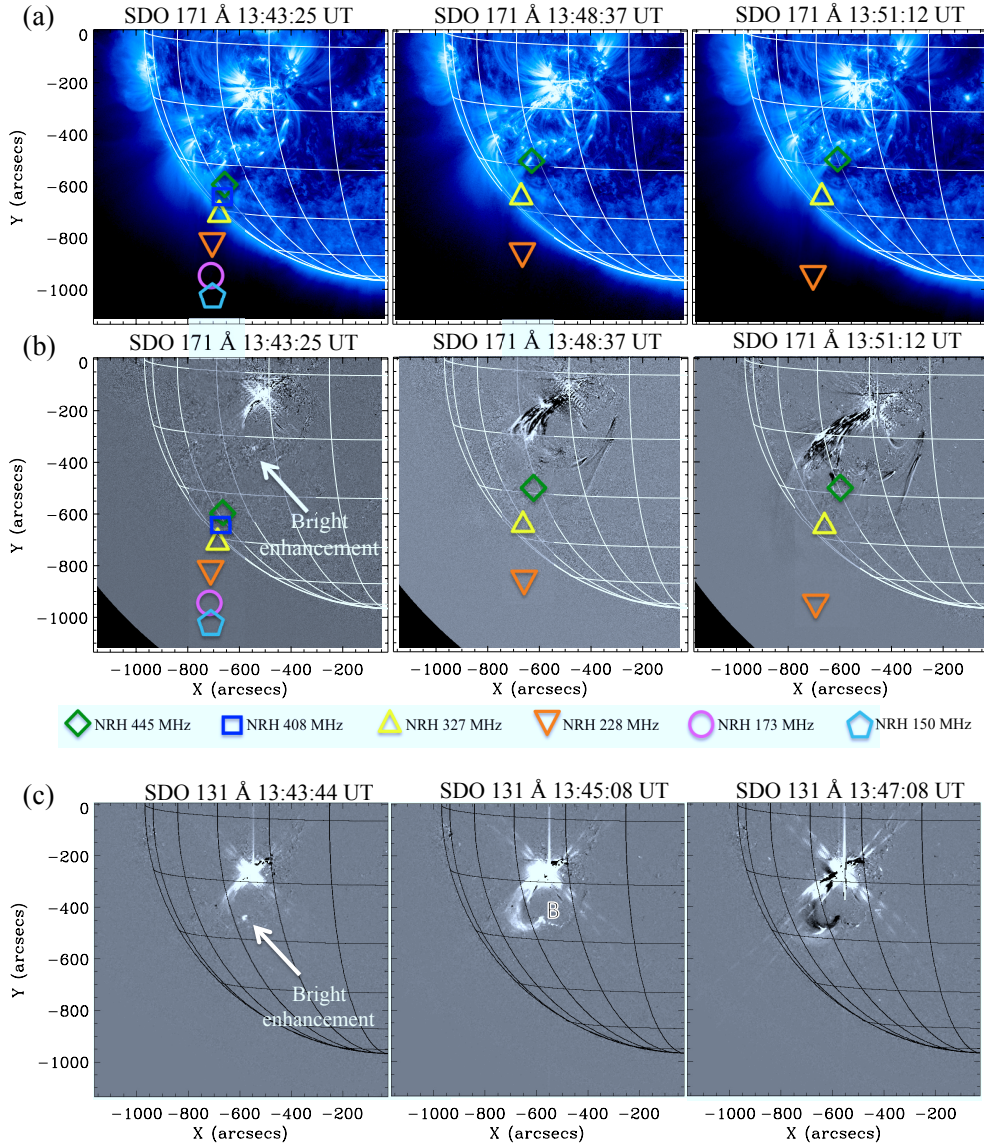 (a)
SDO 171 Å 13:43:25 UT SDO 171 Å 13:48:37 UT SDO 171 Å 13:51:12 UT
0
-200
-400
-600
-800
-1000
Y (arcsecs)
(b)
SDO 171 Å 13:43:25 UT SDO 171 Å 13:48:37 UT SDO 171 Å 13:51:12 UT
0
-200
-400
-600
-800
-1000
Y (arcsecs)
Bright
enhancement
-1000 -800 -600 -400 -200 -1000 -800 -600 -400 -200 -1000 -800 -600 -400 -200
X (arcsecs) X (arcsecs) X (arcsecs)
NRH 445 MHz NRH 408 MHz NRH 327 MHz NRH 228 MHz NRH 173 MHz NRH 150 MHz
(c)
SDO 131 Å 13:43:44 UT SDO 131 Å 13:45:08 UT SDO 131 Å 13:47:08 UT
0
-200
-400
-600
-800
-1000
Y (arcsecs)
B
Bright
enhancement
-1000 -800 -600 -400 -200 -1000 -800 -600 -400 -200 -1000 -800 -600 -400 -200
X (arcsecs) X (arcsecs) X (arcsecs)